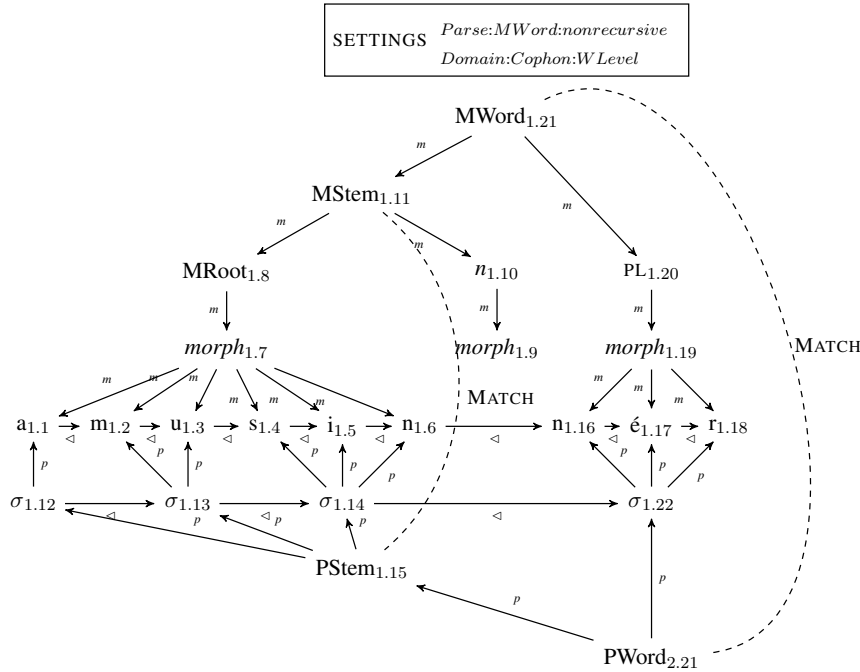 SETTINGS Parse:MWord:nonrecursive
Domain:Cophon:WLevel
MWord1.21
m
MStem1.11 m
m m
MRoot1.8 n1.10 PL1.20
m m m
morph1.7 morph1.9 morph1.19 MATCH
m m m m m m m m
MATCH
a1.1 m1.2 u1.3 s1.4 i1.5 n1.6 n1.16 é1.17 r1.18
◁ ◁ ◁ ◁ ◁ ◁ ◁ ◁
p p p p p p p p p
σ1.12 σ1.13 σ1.14 σ1.22
◁ p ◁ p p ◁
PStem1.15 p
p
PWord2.21